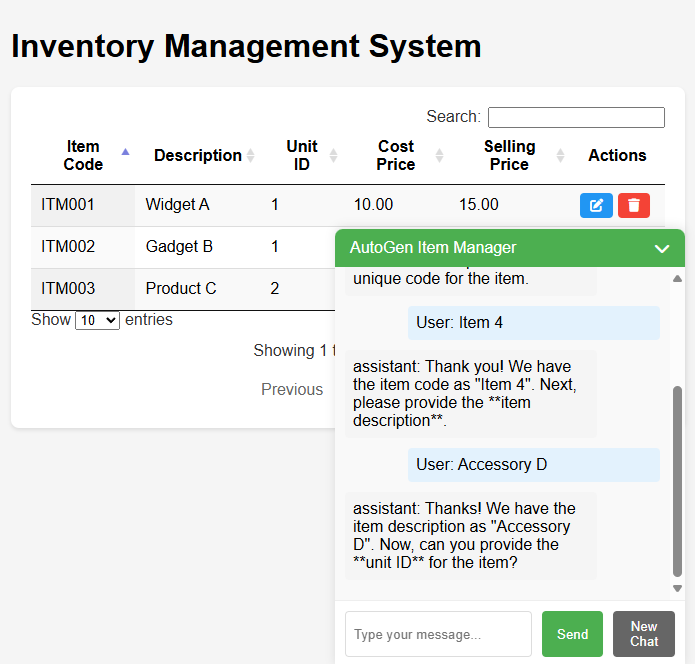 Inventory Management System
Search:
Item Code
Description
Unit ID
Cost Price
Selling Price
Actions
ITM001 Widget A 1 10.00 15.00
ITM002 Gadget B 1
ITM003 Product C 2
Show 10 entries
Showing 1
Previous
AutoGen Item Manager
unique code for the item.
User: Item 4
assistant: Thank you! We have
the item code as "Item 4". Next,
please provide the **item
description**.
User: Accessory D
assistant: Thanks! We have the
item description as "Accessory
D". Now, can you provide the
**unit ID** for the item?
Type your message...
Send
New
Chat